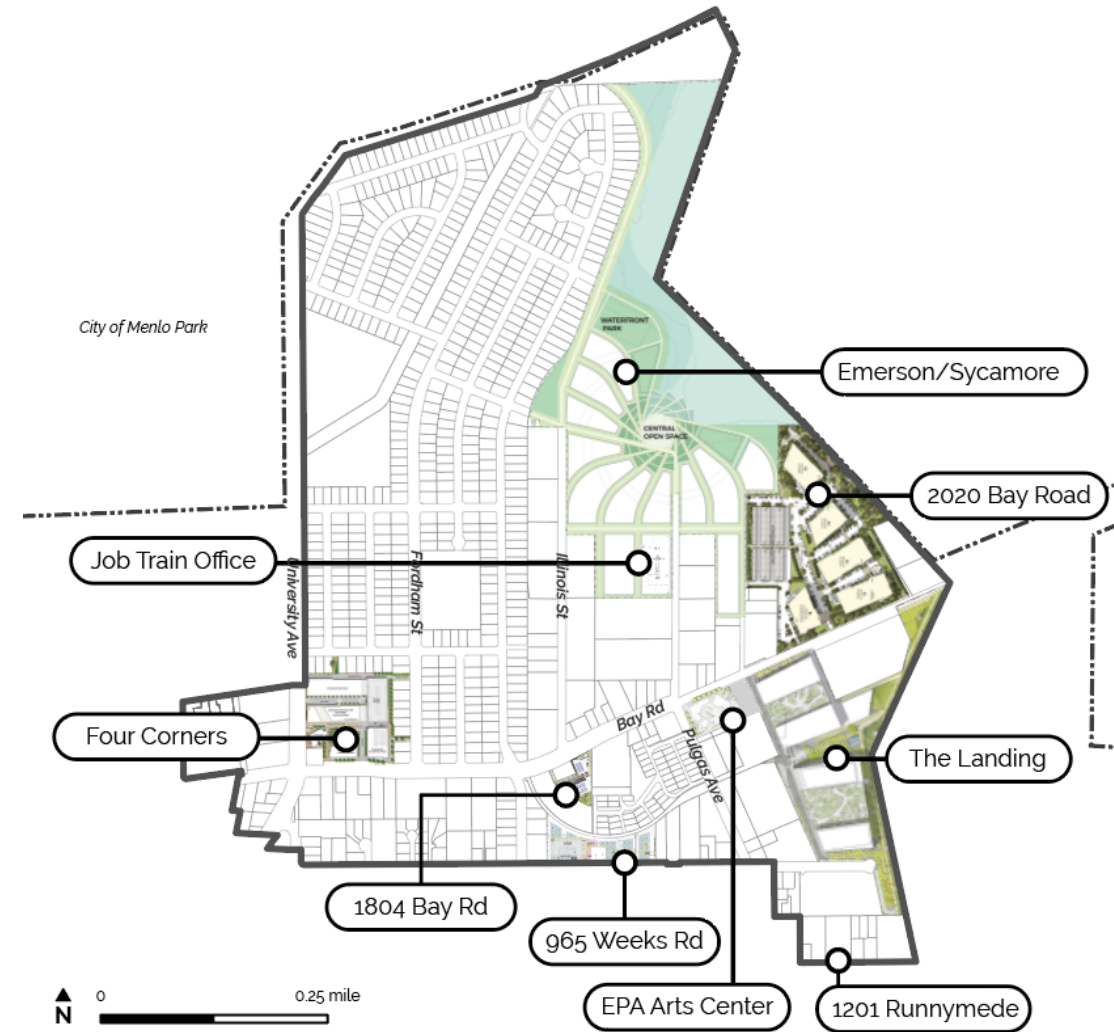 City of Menlo Park
WATERFRONT
PARK
Emerson/Sycamore
CENTRAL
OPEN SPACE
2020 Bay Road
Job Train Office
University Ave
Fordham St
Illinois St
Bay Rd
Pulgas Ave
Four Corners
The Landing
1804 Bay Rd
965 Weeks Rd
EPA Arts Center
1201 Runnymede
N
0
0.25 mile